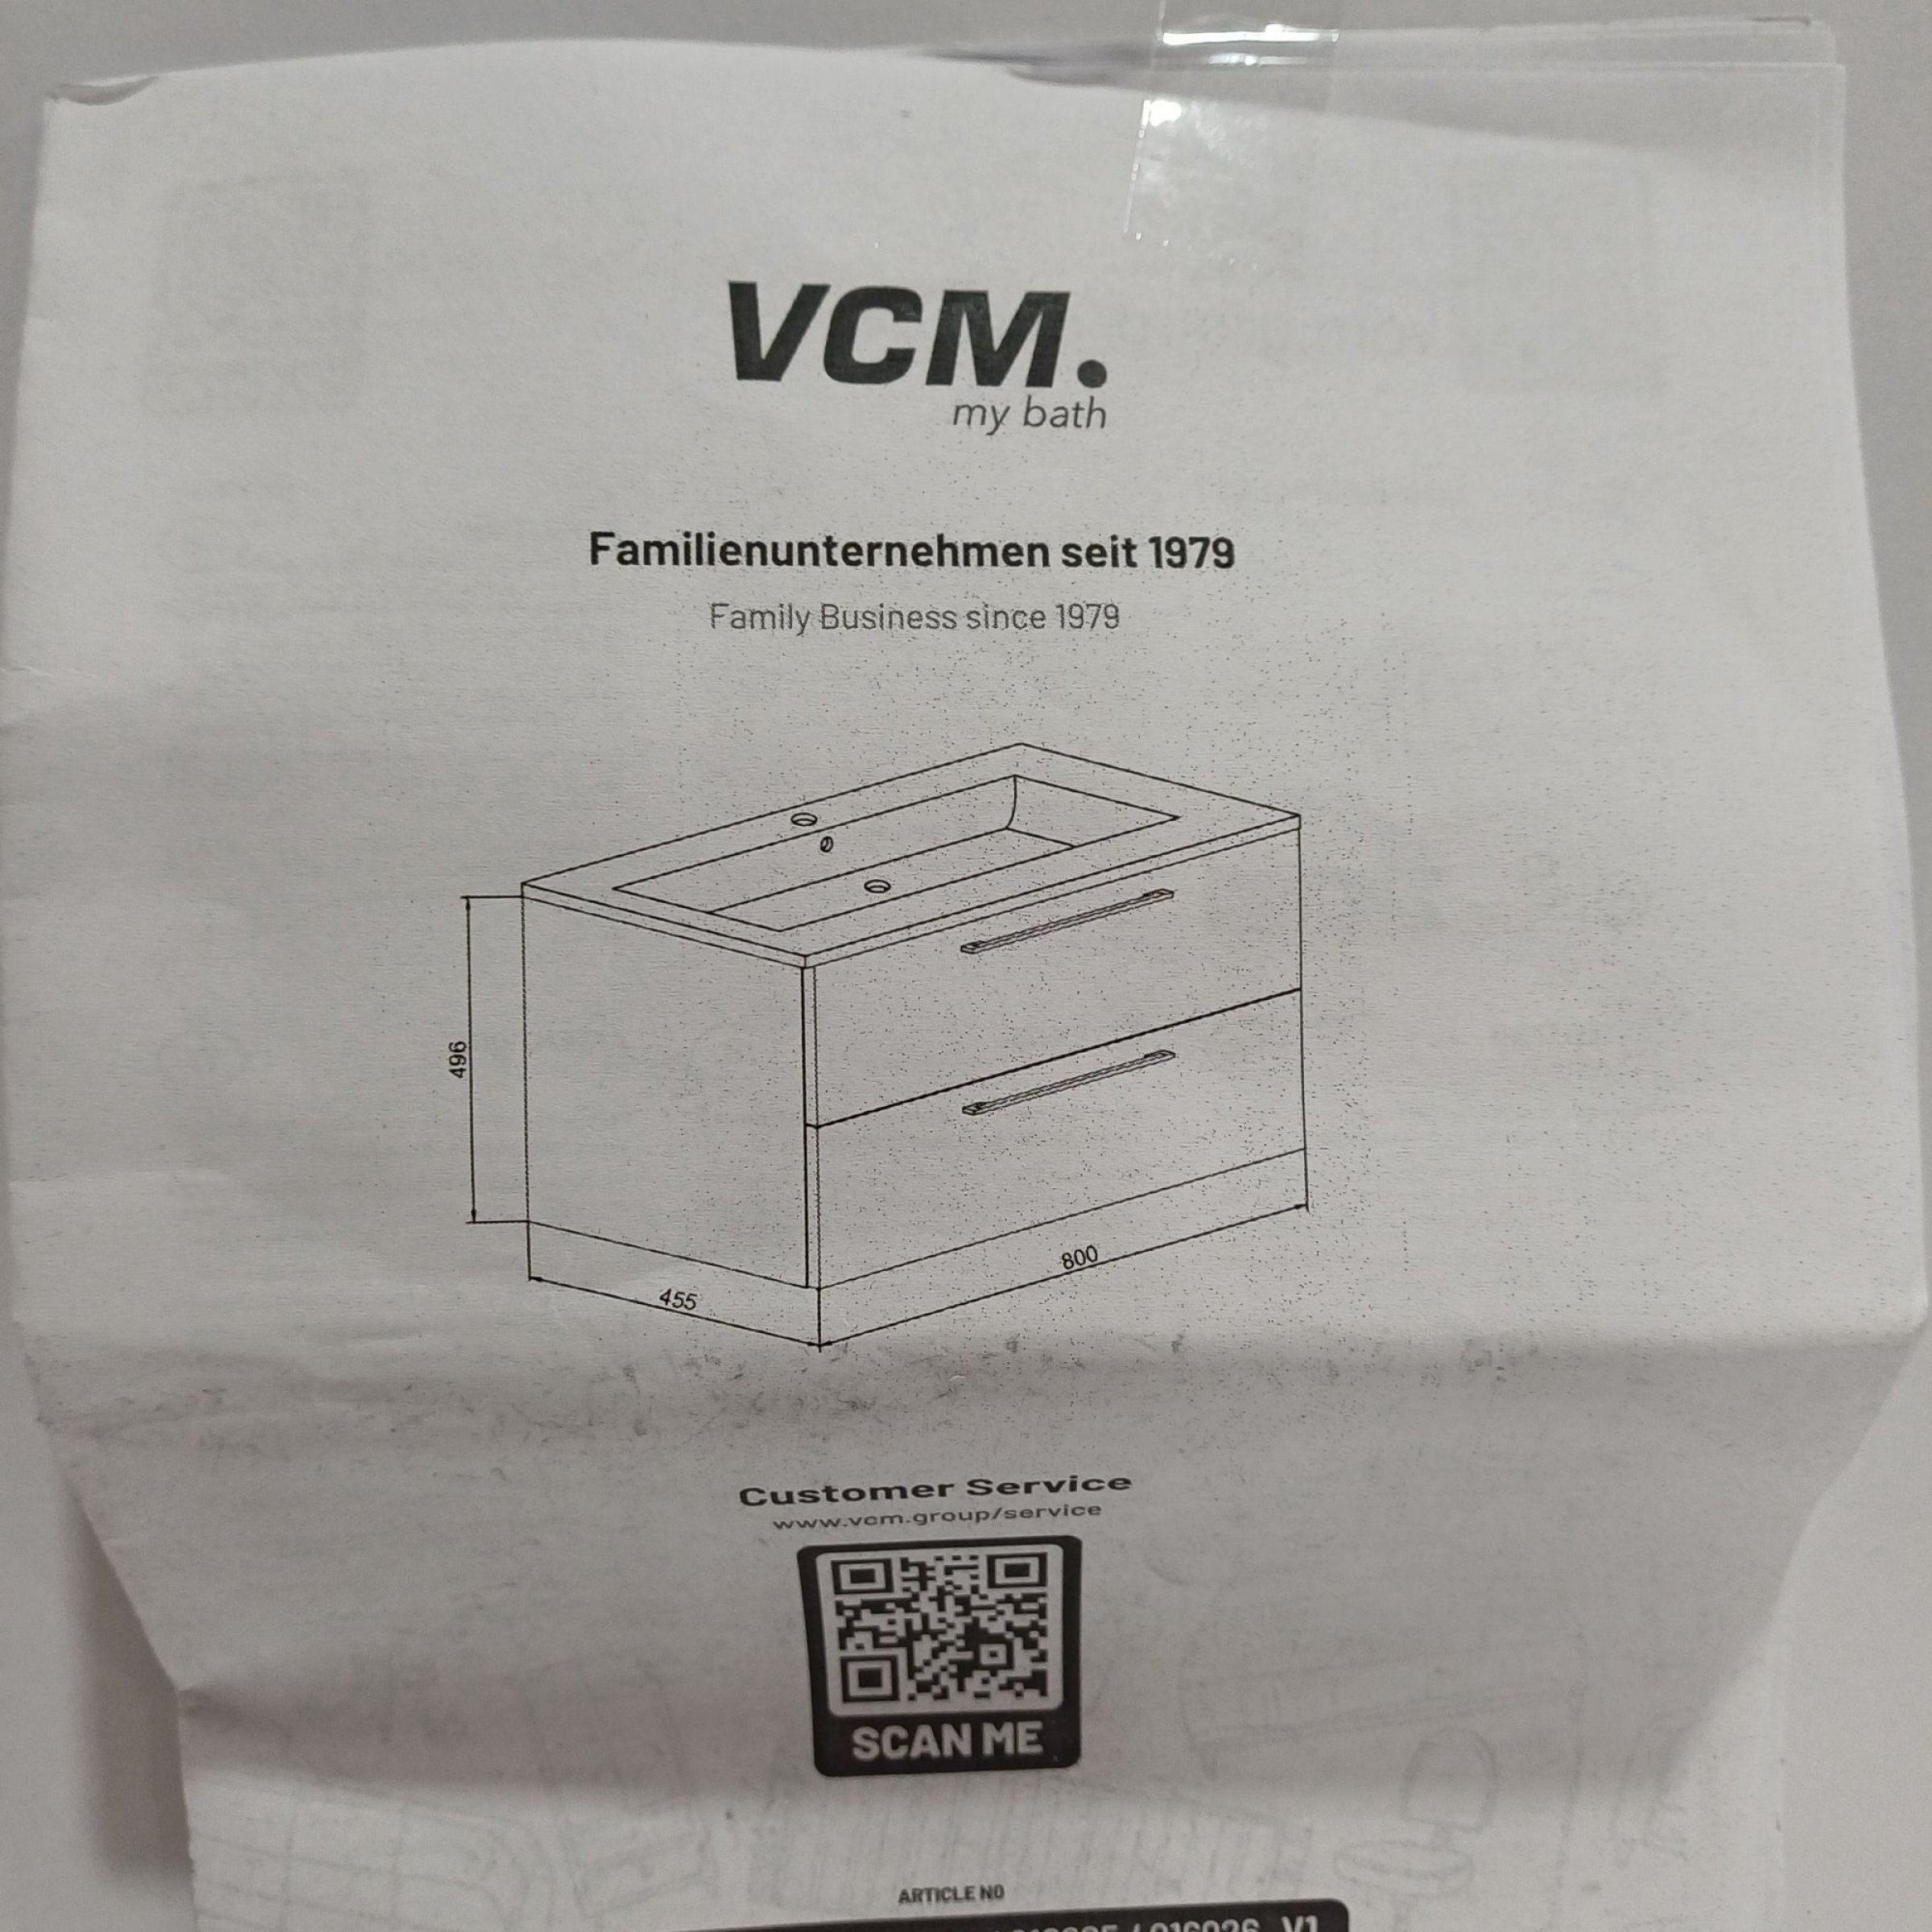 VCM.
my bath
Familienunternehmen seit 1979
Family Business since 1979
496
455
800
Customer Service
www.vcm.group/service
SCAN ME
ARTICLE NO
/ 916926_V1